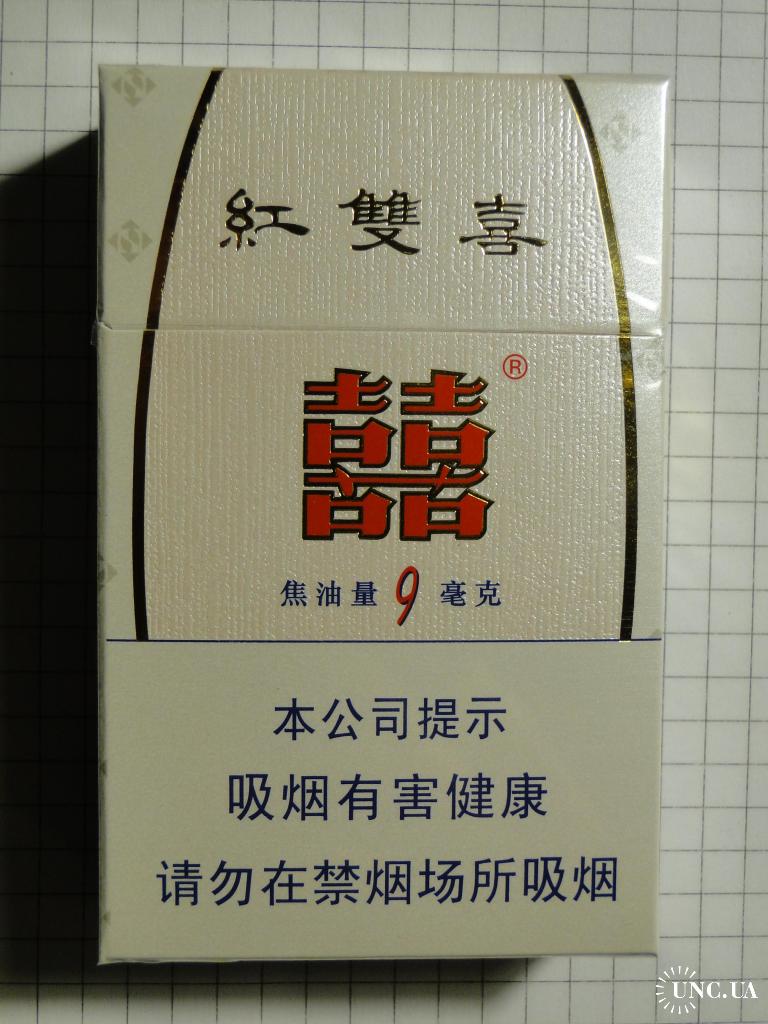 紅雙喜
囍®
焦油量9毫克
本公司提示
吸烟有害健康
请勿在禁烟场所吸烟
UNC.UA